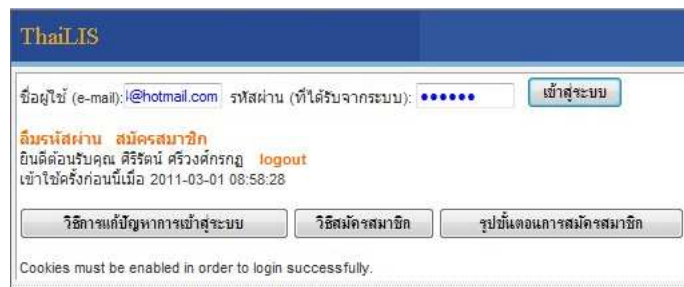 ThaiLIS
ชื่อผู้ใช้ (e-mail): @hotmail.com รหัสผ่าน (ที่ได้รับจากระบบ): •••••• เข้าสู่ระบบ
ลืมรหัสผ่าน สมัครสมาชิก
ยินดีต้อนรับคุณ ศิริรัตน์ ศรีวงศ์กรกฏ logout
เข้าใช้ครั้งก่อนนี้เมื่อ 2011-03-01 08:58:28
วิธีการแก้ปัญหาการเข้าสู่ระบบ วิธีสมัครสมาชิก รูปขั้นตอนการสมัครสมาชิก
Cookies must be enabled in order to login successfully.